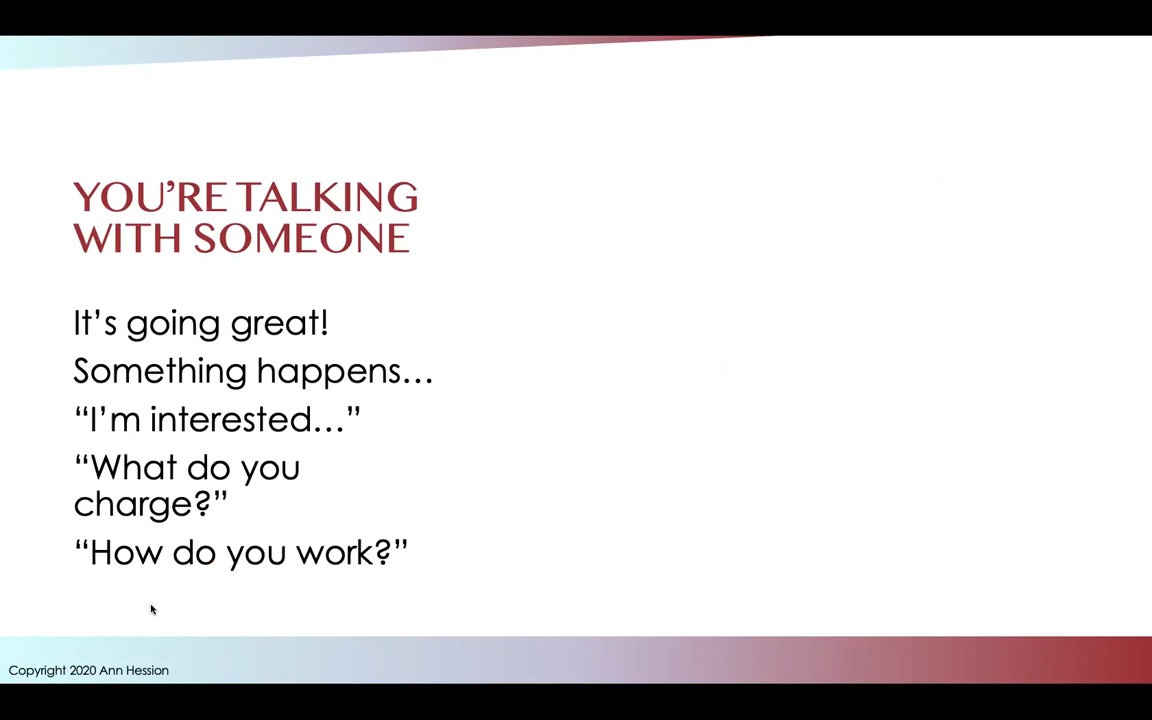 YOU’RE TALKING
WITH SOMEONE
It’s going great!
Something happens…
“I’m interested…”
“What do you
charge?”
“How do you work?”
Copyright 2020 Ann Hession